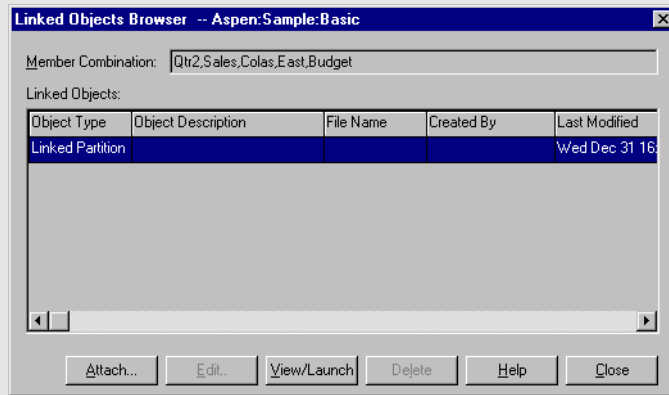 Linked Objects Browser -- Aspen:Sample:Basic
Member Combination: Qtr2,Sales,Colas,East,Budget
Linked Objects:
Object Type Object Description File Name Created By Last Modified
Linked Partition Wed Dec 31 16:
Attach... Edit.. View/Launch Delete Help Close